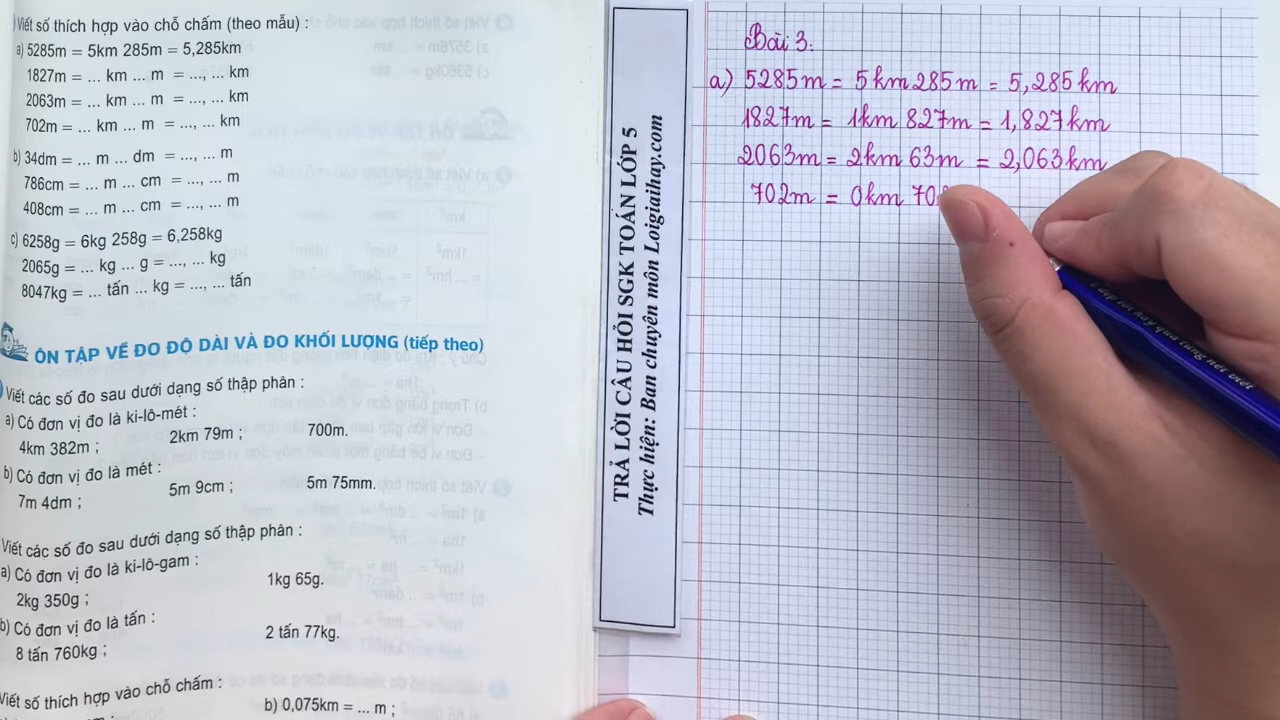 Viết số thích hợp vào chỗ chấm (theo mẫu) :
a) 5285m = 5km 285m = 5,285km
1827m = ... km ... m = ..., ... km
2063m = ... km ... m = ..., ... km
702m = ... km ... m = ..., ... km
b) 34dm = ... m ... dm = ..., ... m
786cm = ... m ... cm = ..., ... m
408cm = ... m ... cm = ..., ... m
c) 6258g = 6kg 258g = 6,258kg
2065g = ... kg ... g = ..., ... kg
8047kg = ... tấn ... kg = ..., ... tấn
ÔN TẬP VỀ ĐO ĐỘ DÀI VÀ ĐO KHỐI LƯỢNG (tiếp theo)
Viết các số đo sau dưới dạng số thập phân :
a) Có đơn vị đo là ki-lô-mét :
4km 382m ; 2km 79m ; 700m.
b) Có đơn vị đo là mét :
7m 4dm ; 5m 9cm ; 5m 75mm.
Viết các số đo sau dưới dạng số thập phân :
a) Có đơn vị đo là ki-lô-gam :
2kg 350g ; 1kg 65g.
b) Có đơn vị đo là tấn :
8 tấn 760kg ; 2 tấn 77kg.
Viết số thích hợp vào chỗ chấm :
b) 0,075km = ... m ;
TRẢ LỜI CÂU HỎI SGK TOÁN LỚP 5
Thực hiện: Ban chuyên môn Loigiaihay.com
Bài 3.
a) 5285m = 5km 285m = 5,285km
1827m = 1km 827m = 1,827km
2063m = 2km 63m = 2,063km
702m = 0km 70